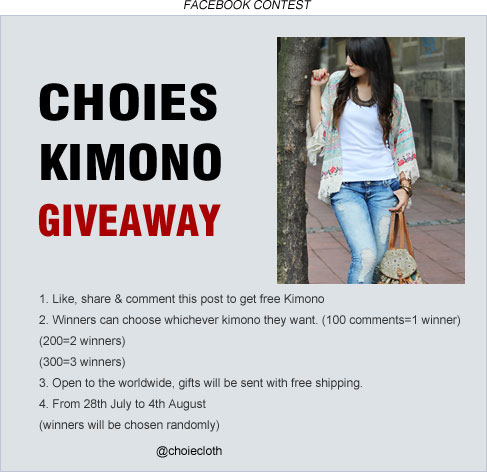 FACEBOOK CONTEST
CHOIES
KIMONO
GIVEAWAY
1. Like, share & comment this post to get free Kimono
2. Winners can choose whichever kimono they want. (100 comments=1 winner)
(200=2 winners)
(300=3 winners)
3. Open to the worldwide, gifts will be sent with free shipping.
4. From 28th July to 4th August
(winners will be chosen randomly)
@choiecloth